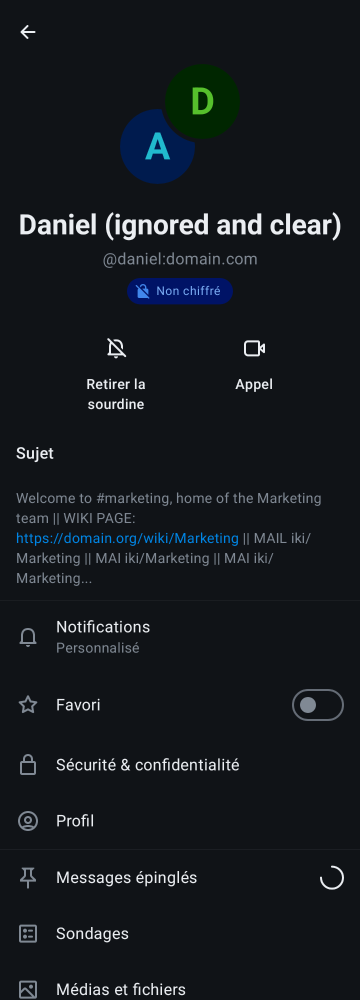 D
A
Daniel (ignored and clear)
@daniel:domain.com
Non chiffré
Retirer la
sourdine
Appel
Sujet
Welcome to #marketing, home of the Marketing
team || WIKI PAGE:
https://domain.org/wiki/Marketing || MAIL iki/
Marketing || MAI iki/Marketing || MAI iki/
Marketing...
Notifications
Personnalisé
Favori
Sécurité & confidentialité
Profil
Messages épinglés
Sondages
Médias et fichiers